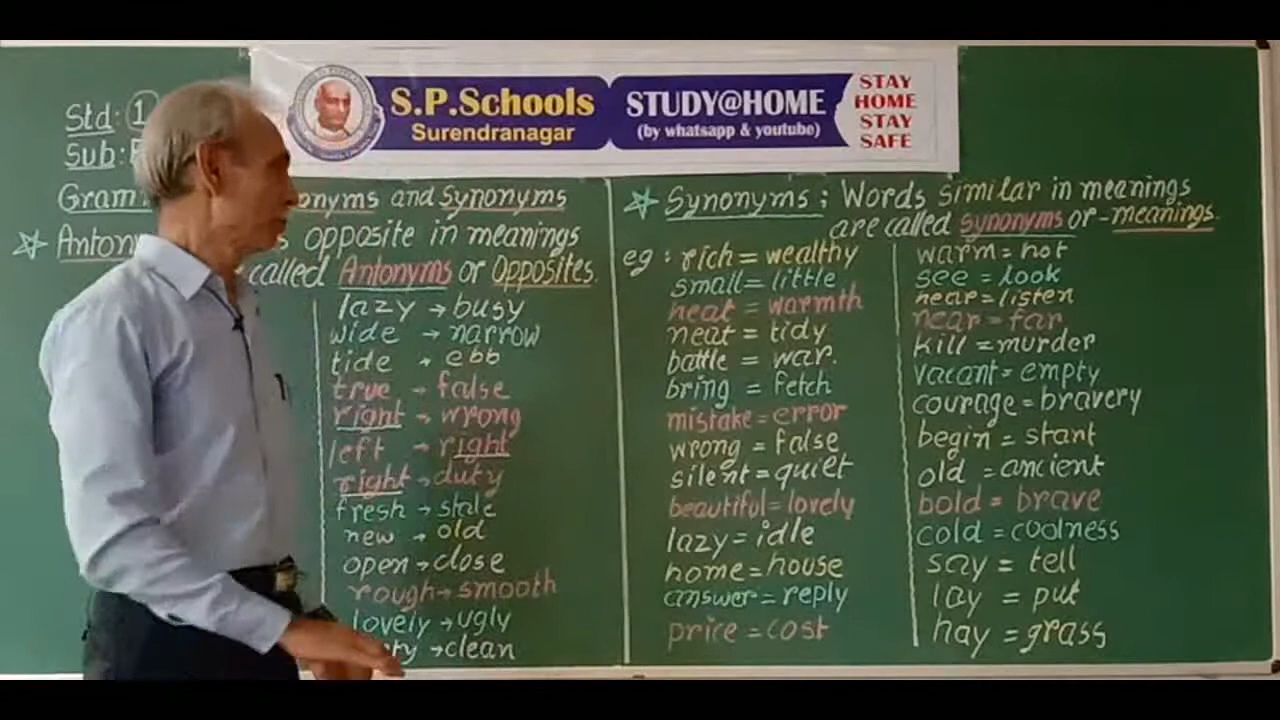 S.P.Schools
Surendranagar
STUDY@HOME
(by whatsapp & youtube)
STAY
HOME
STAY
SAFE
Std: 1
Sub:
Gram onyms and Synonyms
Anton s opposite in meanings
called Antonyms or Opposites.
lazy → busy
wide → narrow
tide → ebb
true → false
right → wrong
left → right
right → duty
fresh → stale
new → old
open → close
rough → smooth
lovely → ugly
ty → clean
Synonyms : Words similar in meanings
are called synonyms or meanings.
eg : rich = wealthy
small = little
heat = warmth
neat = tidy
battle = war.
bring = fetch
mistake = error
wrong = false
silent = quiet
beautiful = lovely
lazy = idle
home = house
answer = reply
price = cost
warm = hot
see = look
hear = listen
near = far
kill = murder
vacant = empty
courage = bravery
begin = start
old = ancient
bold = brave
cold = coolness
say = tell
lay = put
hay = grass